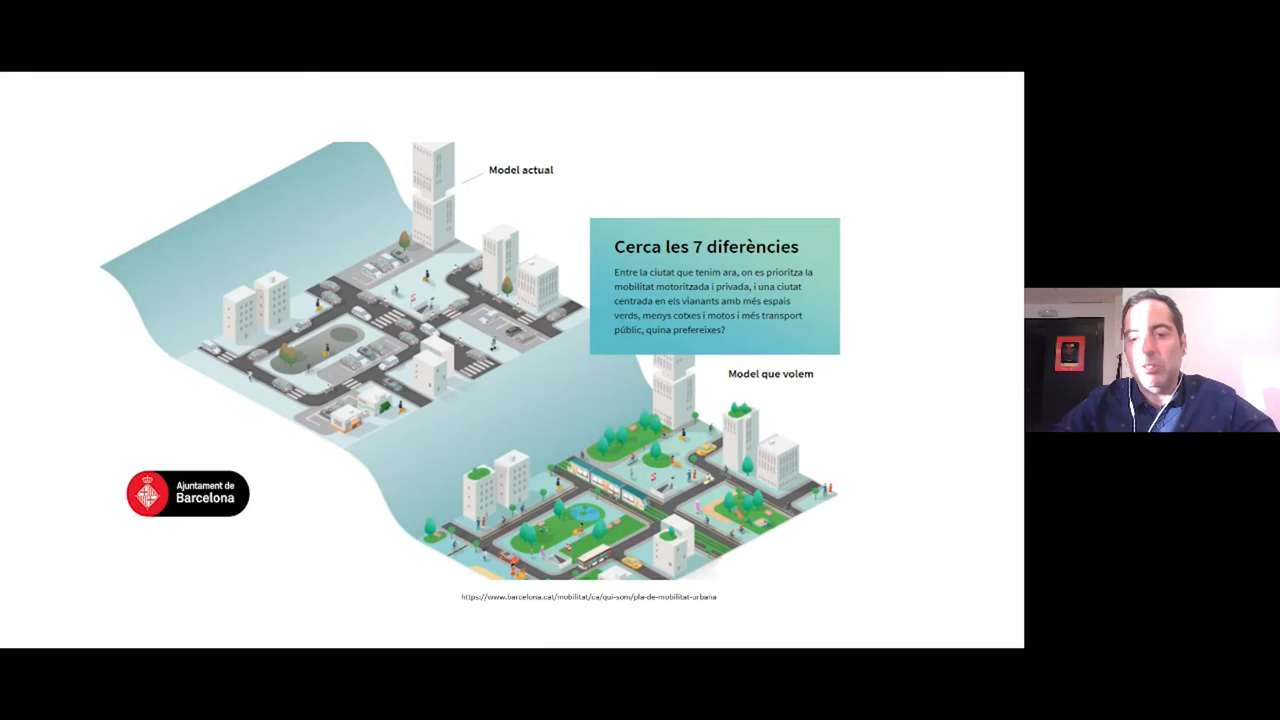 Model actual
Cerca les 7 diferències
Entre la ciutat que tenim ara, on es prioritza la
mobilitat motoritzada i privada, i una ciutat
centrada en els vianants amb més espais
verds, menys cotxes i motos i més transport
públic, quina prefereixes?
Model que volem
Ajuntament de
Barcelona
https://www.barcelona.cat/mobilitat/ca/qui-som/pla-de-mobilitat-urbana